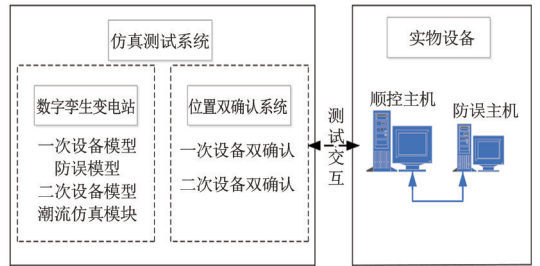 仿真测试系统
数字孪生变电站
一次设备模型
防误模型
二次设备模型
潮流仿真模块
位置双确认系统
一次设备双确认
二次设备双确认
测试交互
实物设备
顺控主机
防误主机